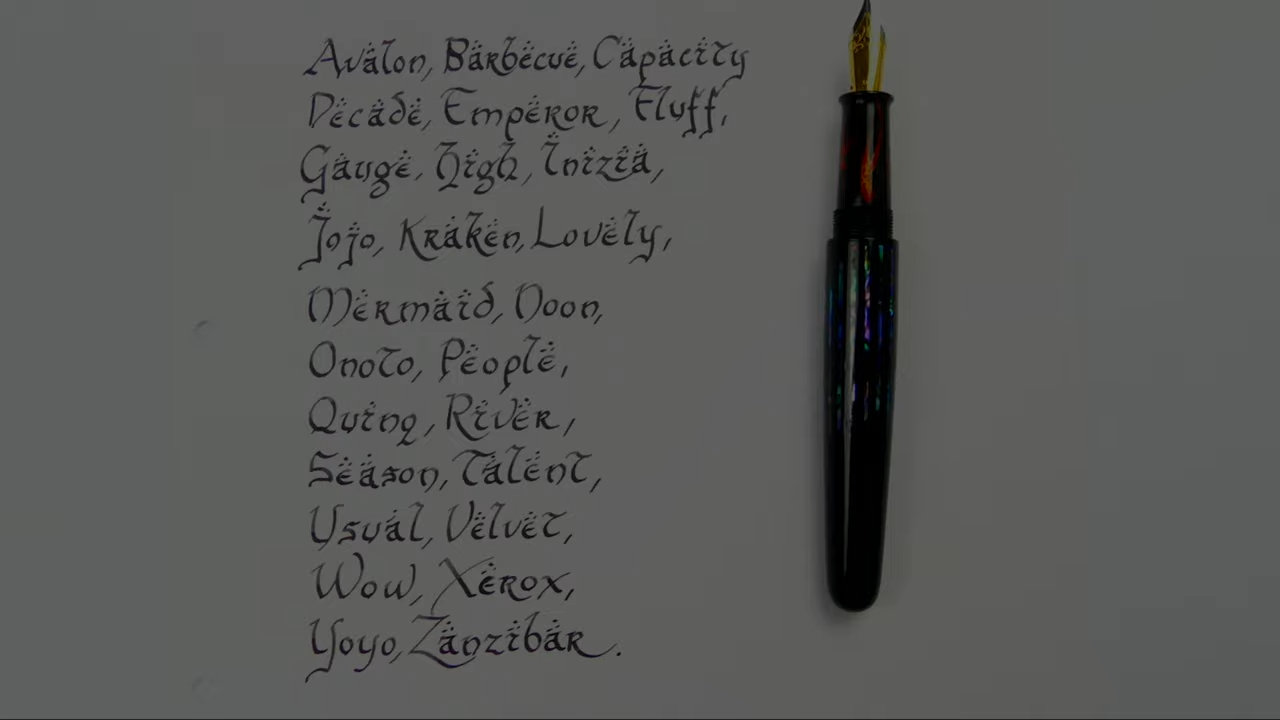 Avalon, Barbecue, Capacity
Decade, Emperor, Fluff,
Gauge, High, Inizia,
Jojo, Kraken, Lovely,
Mermaid, Noon,
Onoto, People,
Quinq, River,
Season, Talent,
Usual, Velvet,
Wow, Xerox,
Yoyo, Zanzibar.